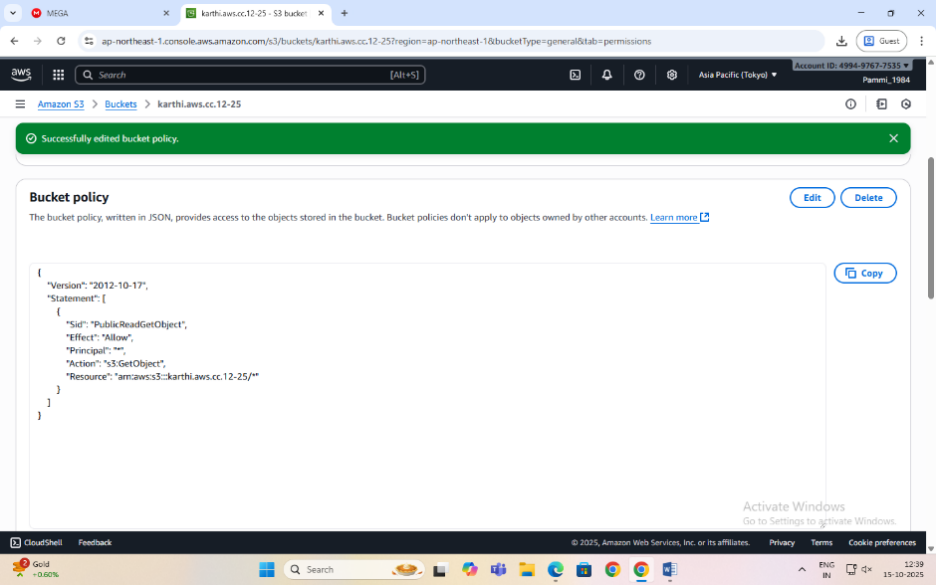 MEGA
karthi.aws.cc.12-25 - S3 bucket
ap-northeast-1.console.aws.amazon.com/s3/buckets/karthi.aws.cc.12-25?region=ap-northeast-1&bucketType=general&tab=permissions
Guest
aws
Search
[Alt+S]
Asia Pacific (Tokyo)
Account ID: 4994-9767-7535
Pammi_1984
Amazon S3 > Buckets > karthi.aws.cc.12-25
Successfully edited bucket policy.
Bucket policy
Edit
Delete
The bucket policy, written in JSON, provides access to the objects stored in the bucket. Bucket policies don't apply to objects owned by other accounts. Learn more
Copy
{
"Version": "2012-10-17",
"Statement": [
{
"Sid": "PublicReadGetObject",
"Effect": "Allow",
"Principal": "*",
"Action": "s3:GetObject",
"Resource": "arn:aws:s3:::karthi.aws.cc.12-25/*"
}
]
}
Activate Windows
Go to Settings to activate Windows.
CloudShell
Feedback
© 2025, Amazon Web Services, Inc. or its affiliates.
Privacy
Terms
Cookie preferences
2
Gold
+0.60%
Search
ENG
IN
12:39
15-10-2025